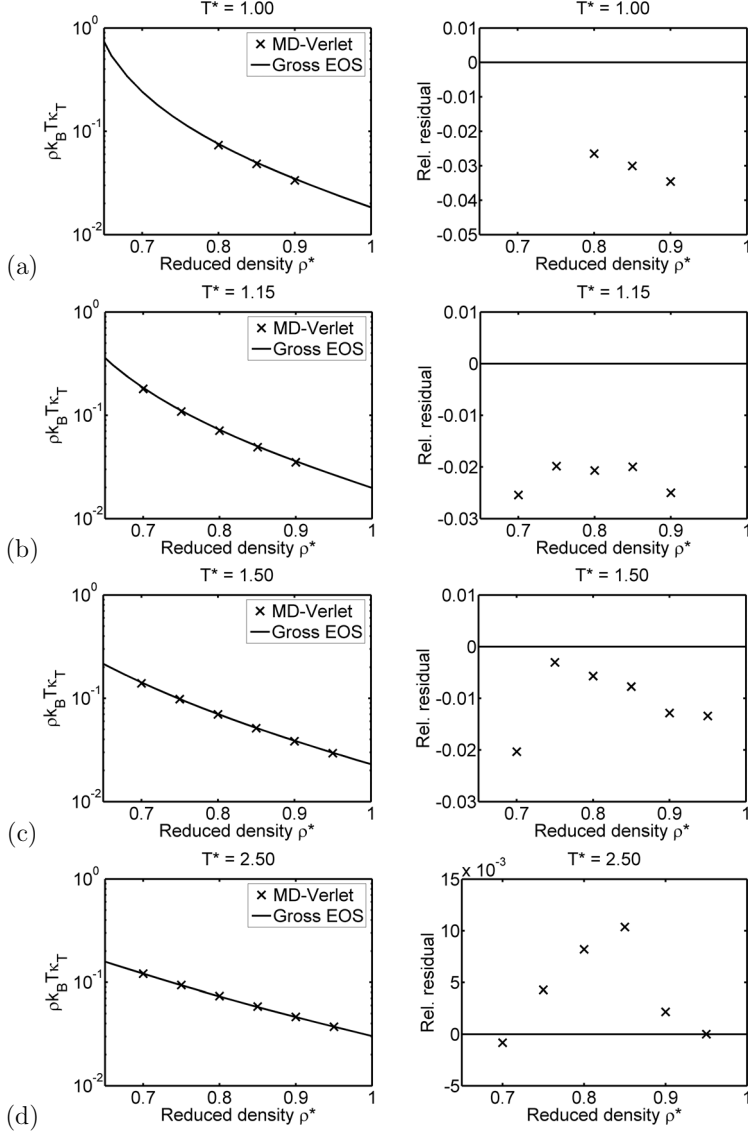 T* = 1.00
10^0
10^-1
10^-2
ρk_B Tκ_T
× MD-Verlet
Gross EOS
0.7 0.8 0.9 1
Reduced density ρ*
T* = 1.00
0.01
0
-0.01
-0.02
-0.03
-0.04
-0.05
Rel. residual
0.7 0.8 0.9 1
Reduced density ρ*
(a)
T* = 1.15
10^0
10^-1
10^-2
ρk_B Tκ_T
× MD-Verlet
Gross EOS
0.7 0.8 0.9 1
Reduced density ρ*
T* = 1.15
0.01
0
-0.01
-0.02
-0.03
Rel. residual
0.7 0.8 0.9 1
Reduced density ρ*
(b)
T* = 1.50
10^0
10^-1
10^-2
ρk_B Tκ_T
× MD-Verlet
Gross EOS
0.7 0.8 0.9 1
Reduced density ρ*
T* = 1.50
0.01
0
-0.01
-0.02
-0.03
Rel. residual
0.7 0.8 0.9 1
Reduced density ρ*
(c)
T* = 2.50
10^0
10^-1
10^-2
ρk_B Tκ_T
× MD-Verlet
Gross EOS
0.7 0.8 0.9 1
Reduced density ρ*
x 10^-3
T* = 2.50
15
10
5
0
-5
Rel. residual
0.7 0.8 0.9 1
Reduced density ρ*
(d)